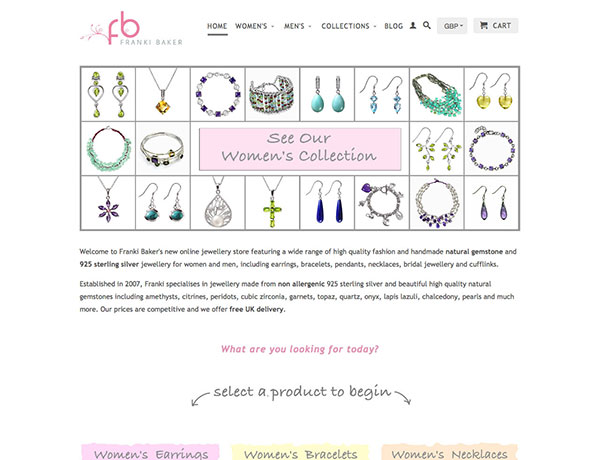 fb
FRANKI BAKER
HOME WOMEN'S MEN'S COLLECTIONS BLOG GBP CART
See Our
Women's Collection
Welcome to Franki Baker's new online jewellery store featuring a wide range of high quality fashion and handmade natural gemstone and
925 sterling silver jewellery for women and men, including earrings, bracelets, pendants, necklaces, bridal jewellery and cufflinks.
Established in 2007, Franki specialises in jewellery made from non allergenic 925 sterling silver and beautiful high quality natural
gemstones including amethysts, citrines, peridots, cubic zirconia, garnets, topaz, quartz, onyx, lapis lazuli, chalcedony, pearls and much
more. Our prices are competitive and we offer free UK delivery.
What are you looking for today?
select a product to begin
Women's Earrings Women's Bracelets Women's Necklaces